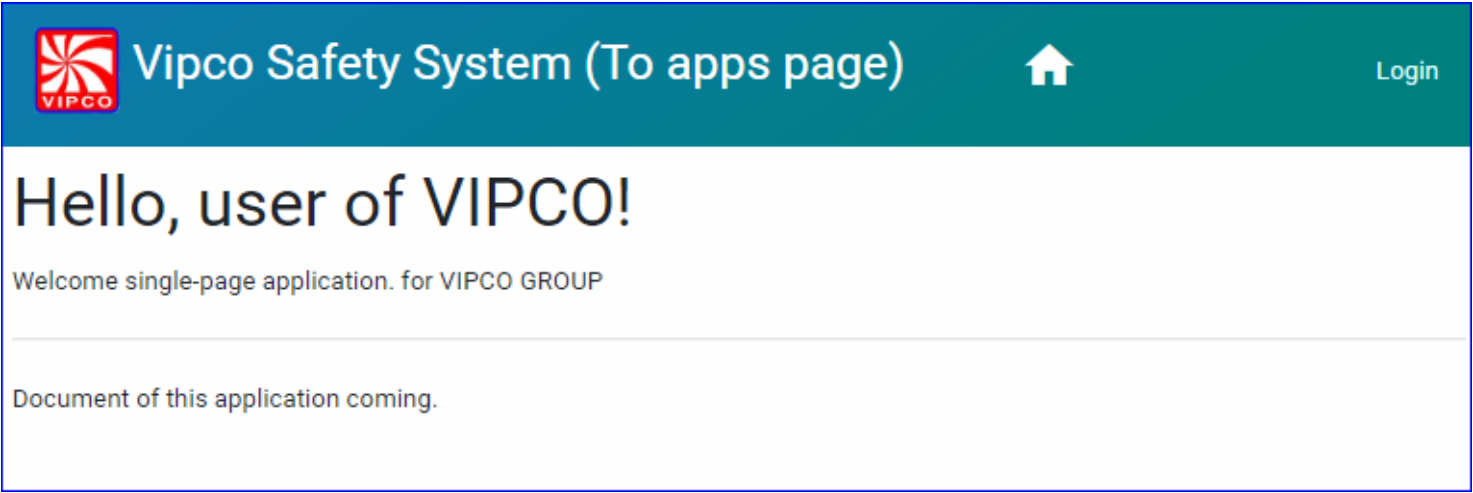 VIPCO
Vipco Safety System (To apps page)
Login
Hello, user of VIPCO!
Welcome single-page application. for VIPCO GROUP
Document of this application coming.